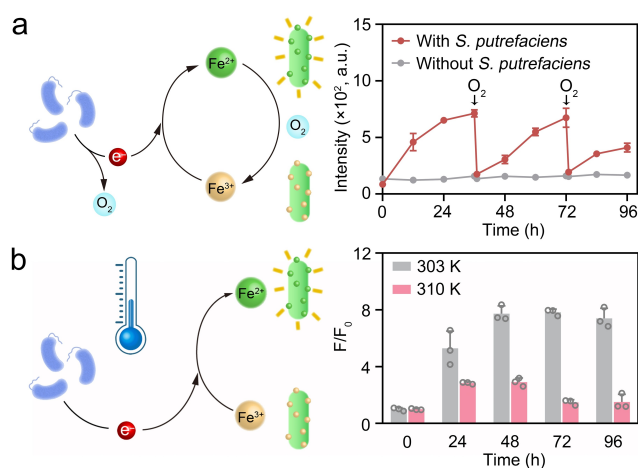 a
Fe²⁺
O₂
e⁻
Fe³⁺
O₂
Intensity (×10², a.u.)
15
10
5
0
With S. putrefaciens
Without S. putrefaciens
O₂
O₂
0 24 48 72 96
Time (h)
b
Fe²⁺
Fe³⁺
e⁻
F/F₀
12
8
4
0
303 K
310 K
0 24 48 72 96
Time (h)